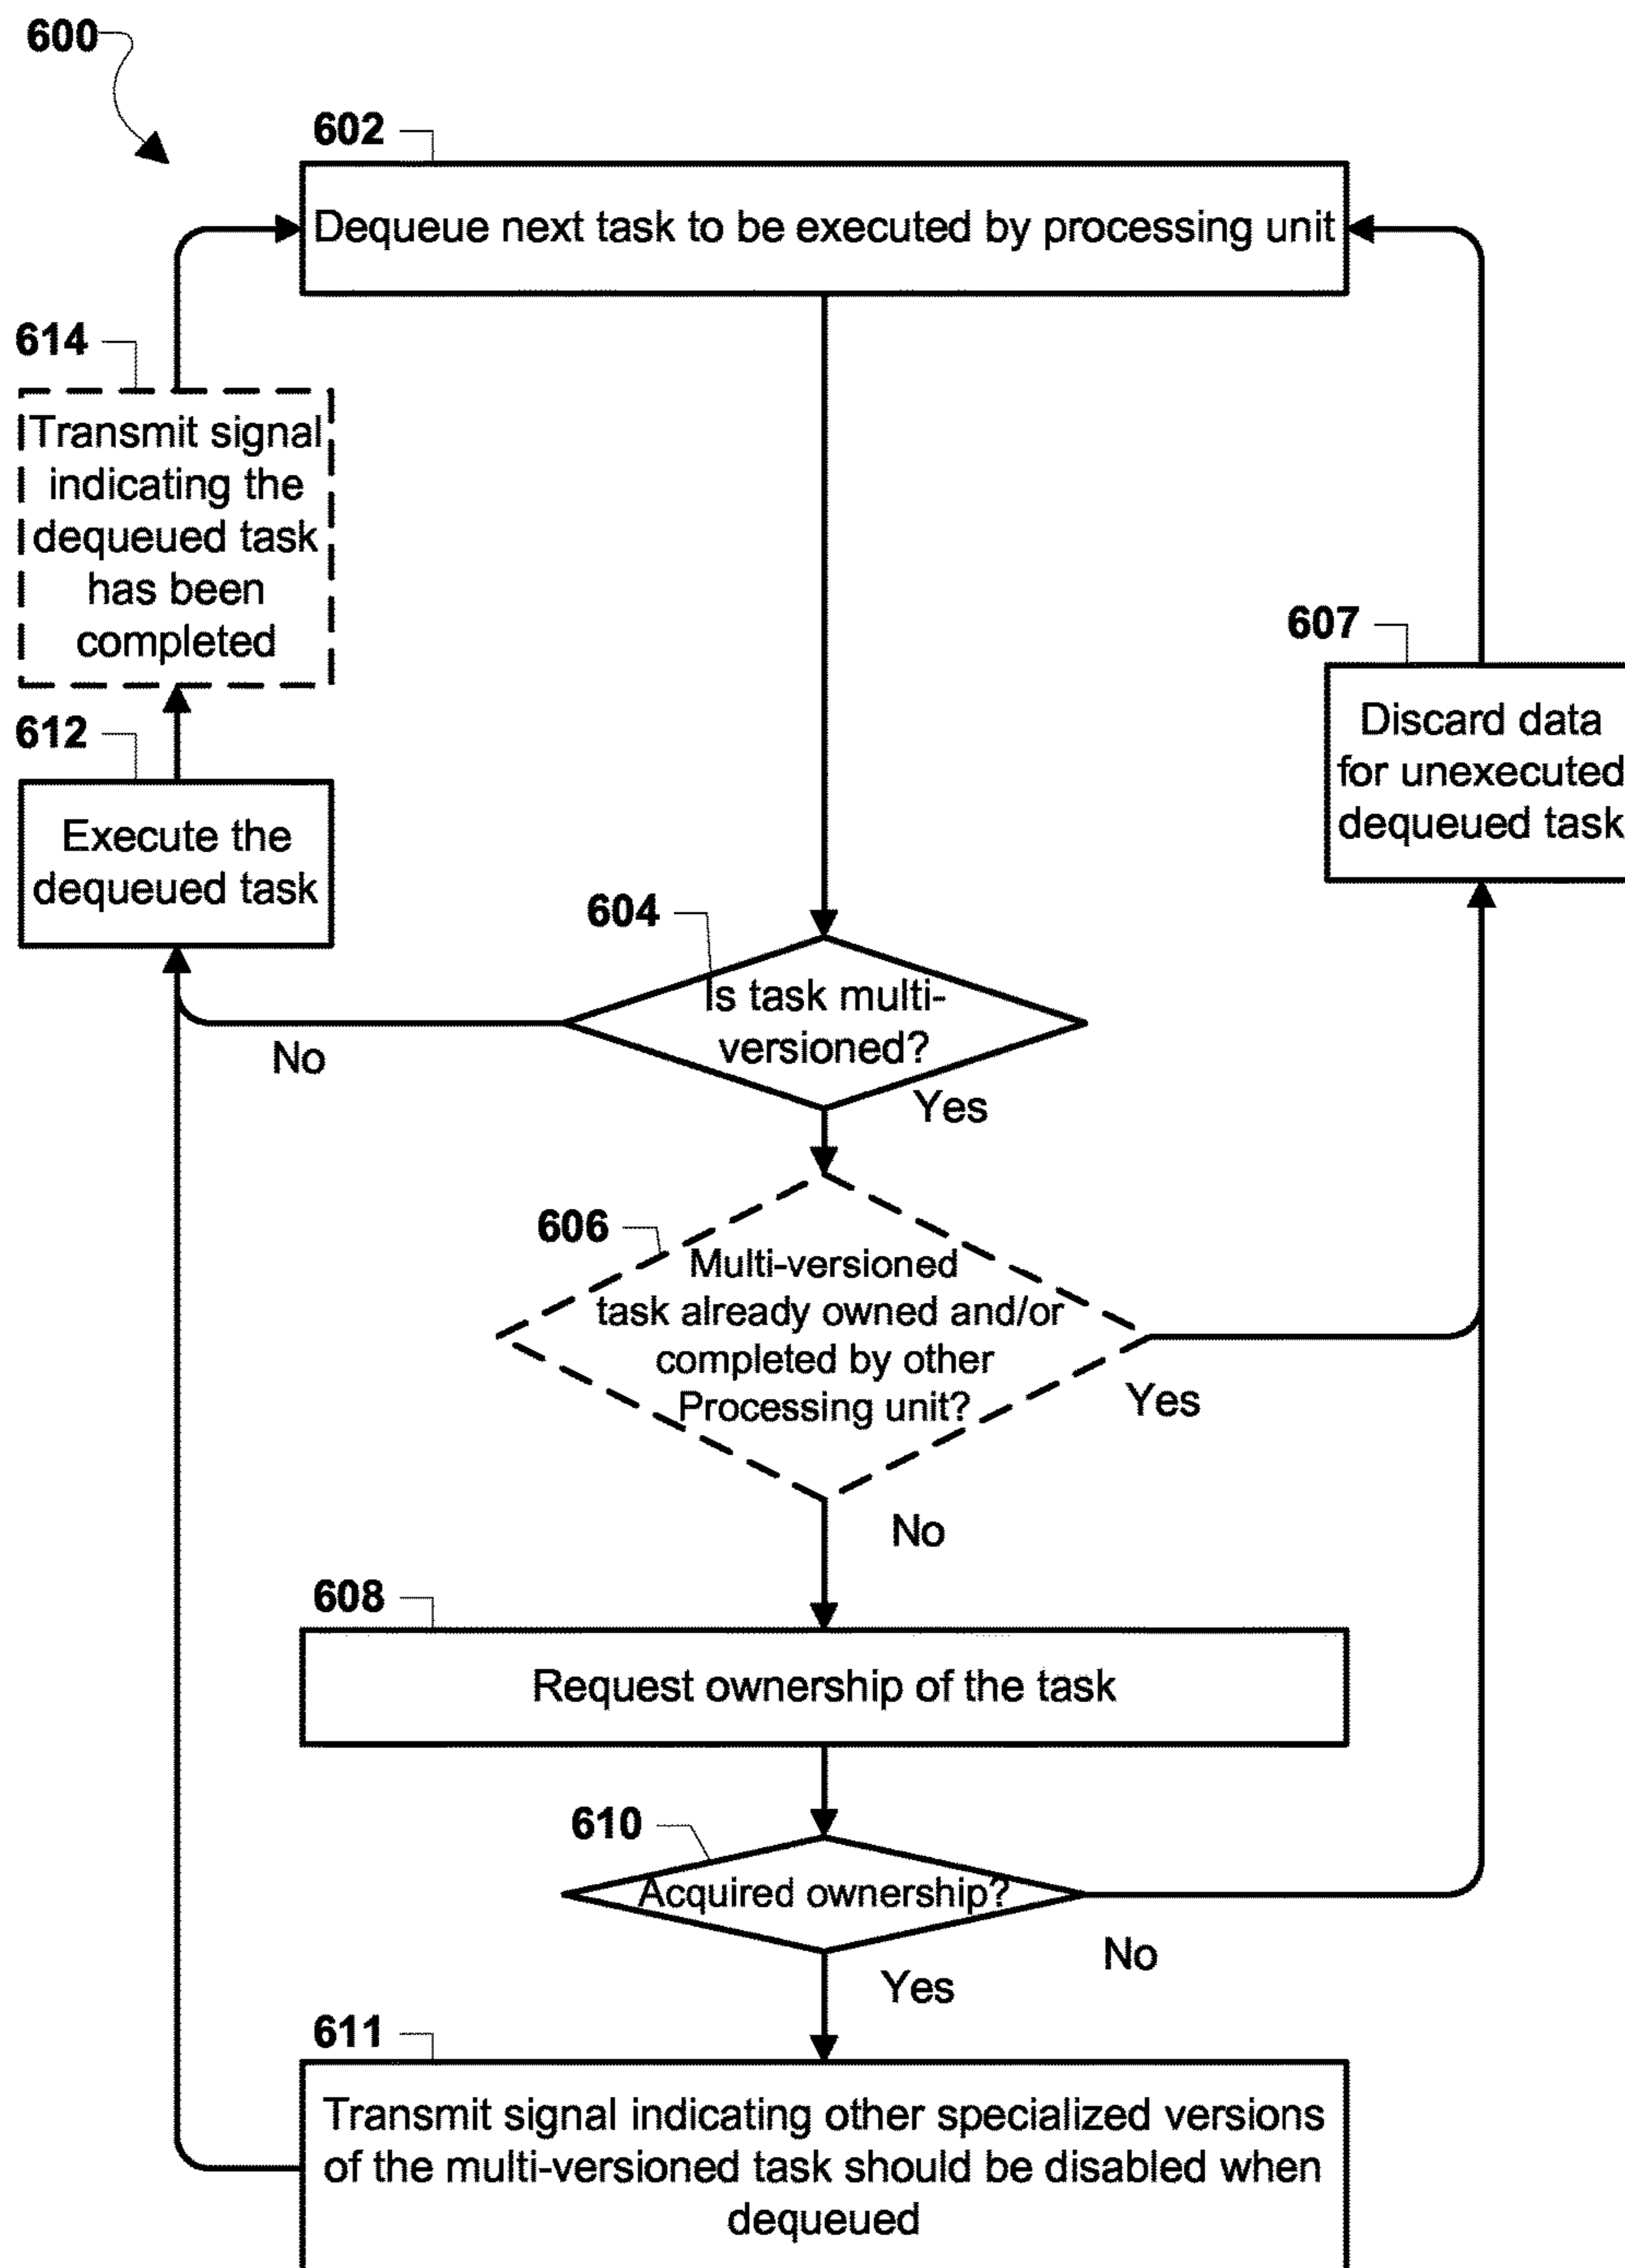 600
602
Dequeue next task to be executed by processing unit
614
Transmit signal
indicating the
dequeued task
has been
completed
607
Discard data
for unexecuted
dequeued task
612
Execute the
dequeued task
604
Is task multi-
versioned?
No
Yes
606
Multi-versioned
task already owned and/or
completed by other
Processing unit?
Yes
No
608
Request ownership of the task
610
Acquired ownership?
No
Yes
611
Transmit signal indicating other specialized versions
of the multi-versioned task should be disabled when
dequeued